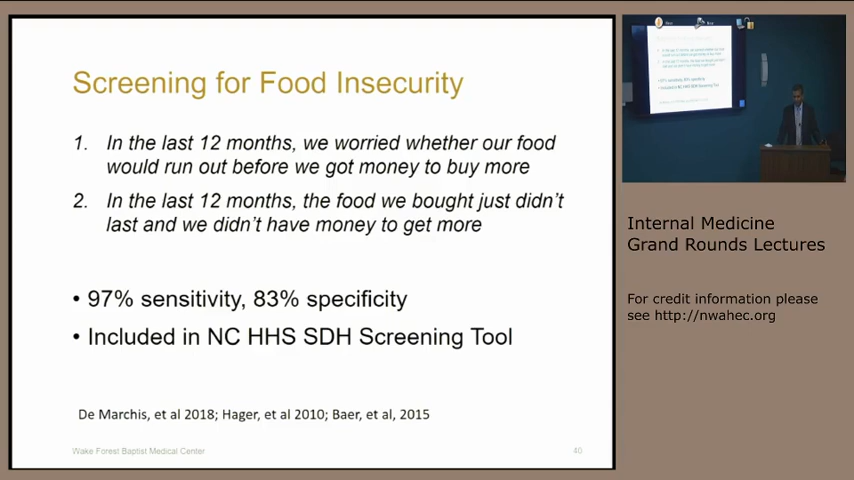 Screening for Food Insecurity
1. In the last 12 months, we worried whether our food
would run out before we got money to buy more
2. In the last 12 months, the food we bought just didn't
last and we didn't have money to get more
• 97% sensitivity, 83% specificity
• Included in NC HHS SDH Screening Tool
De Marchis, et al 2018; Hager, et al 2010; Baer, et al, 2015
Wake Forest Baptist Medical Center
40
Internal Medicine
Grand Rounds Lectures
For credit information please
see http://nwahec.org